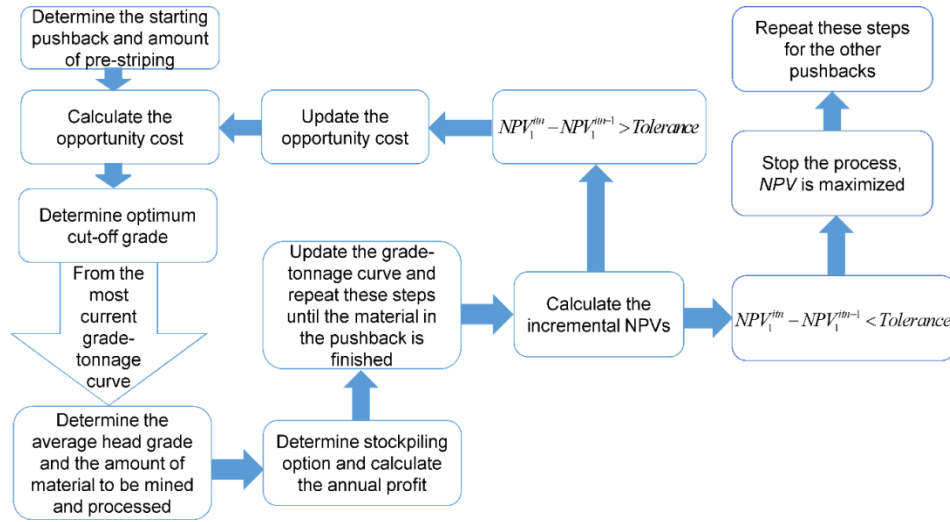 Determine the starting
pushback and amount
of pre-striping
Calculate the
opportunity cost
Determine optimum
cut-off grade
From the
most
current
grade-
tonnage
curve
Determine the
average head grade
and the amount of
material to be mined
and processed
Determine stockpiling
option and calculate
the annual profit
Update the grade-
tonnage curve and
repeat these steps
until the material in
the pushback is
finished
Calculate the
incremental NPVs
NPV₁^{itn} − NPV₁^{itn−1} > Tolerance
Update the
opportunity cost
NPV₁^{itn} − NPV₁^{itn−1} < Tolerance
Stop the process,
NPV is maximized
Repeat these steps
for the other
pushbacks